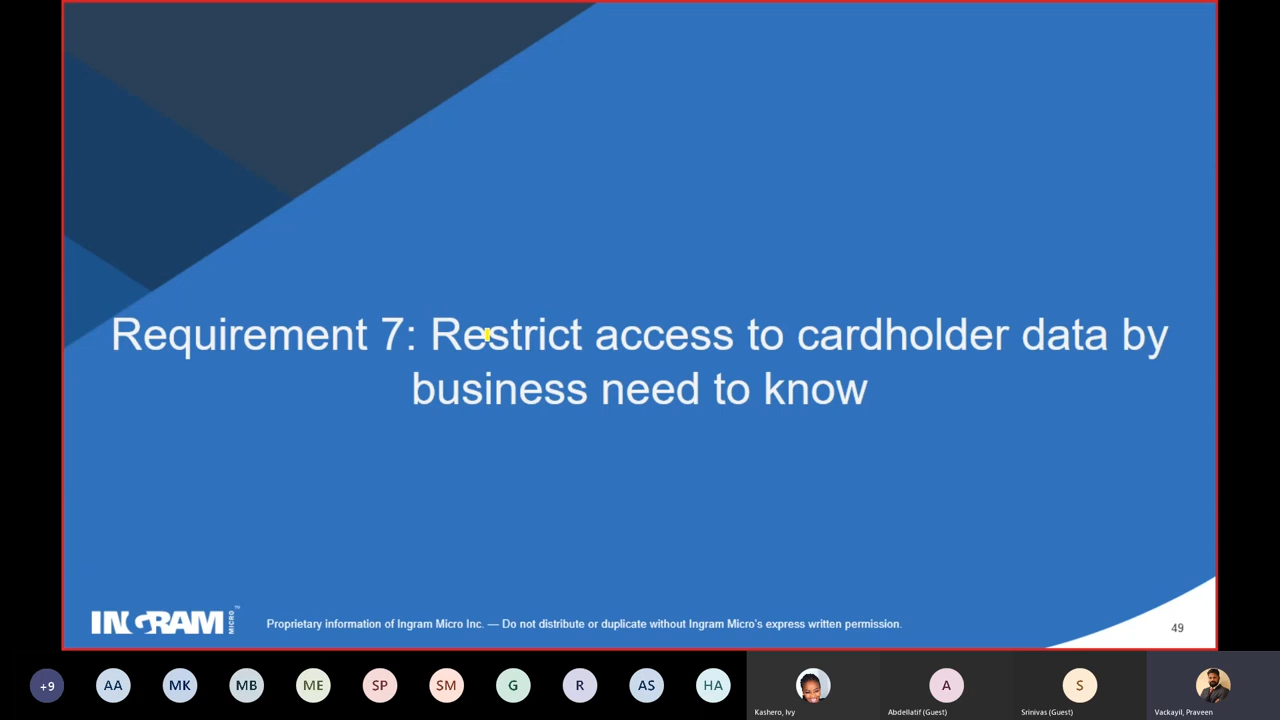 Requirement 7: Restrict access to cardholder data by
business need to know
INGRAM MICRO ™
Proprietary information of Ingram Micro Inc. — Do not distribute or duplicate without Ingram Micro's express written permission.
49
+9
AA
MK
MB
ME
SP
SM
G
R
AS
HA
A
S
Kashero, Ivy
Abdellatif (Guest)
Srinivas (Guest)
Vackayil, Praveen